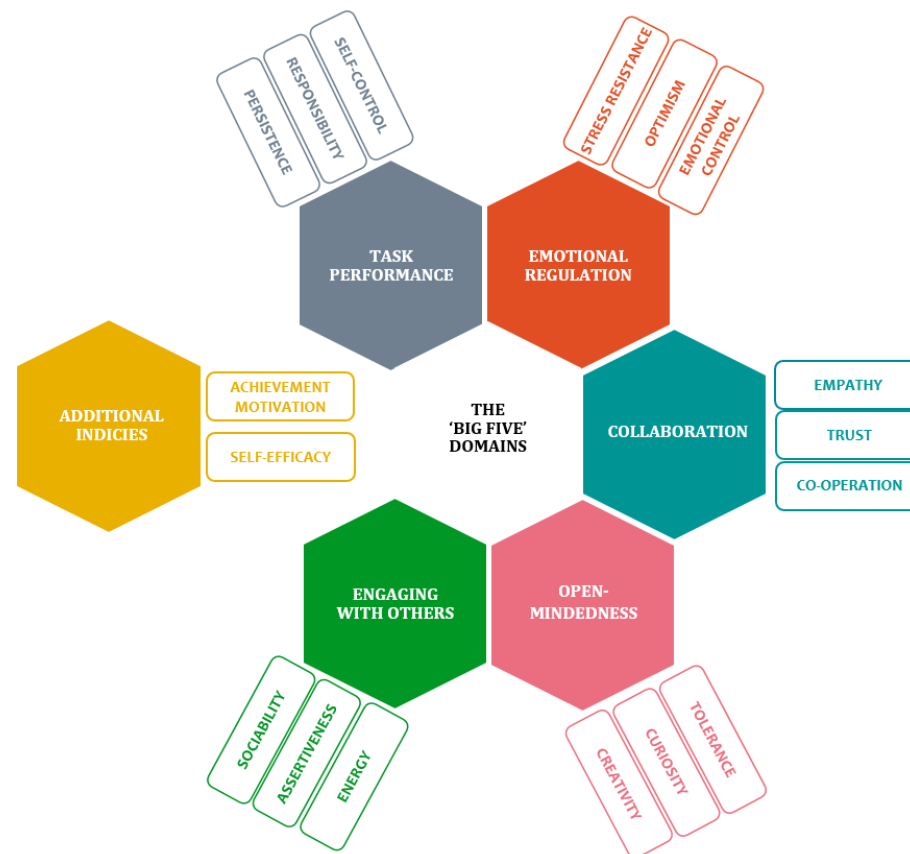 PERSISTENCE
RESPONSIBILITY
SELF-CONTROL
STRESS RESISTANCE
OPTIMISM
EMOTIONAL
CONTROL
TASK
PERFORMANCE
EMOTIONAL
REGULATION
ADDITIONAL
INDICIES
ACHIEVEMENT
MOTIVATION
SELF-EFFICACY
THE
‘BIG FIVE’
DOMAINS
COLLABORATION
EMPATHY
TRUST
CO-OPERATION
ENGAGING
WITH OTHERS
OPEN-
MINDEDNESS
SOCIABILITY
ASSERTIVENESS
ENERGY
CREATIVITY
CURIOSITY
TOLERANCE